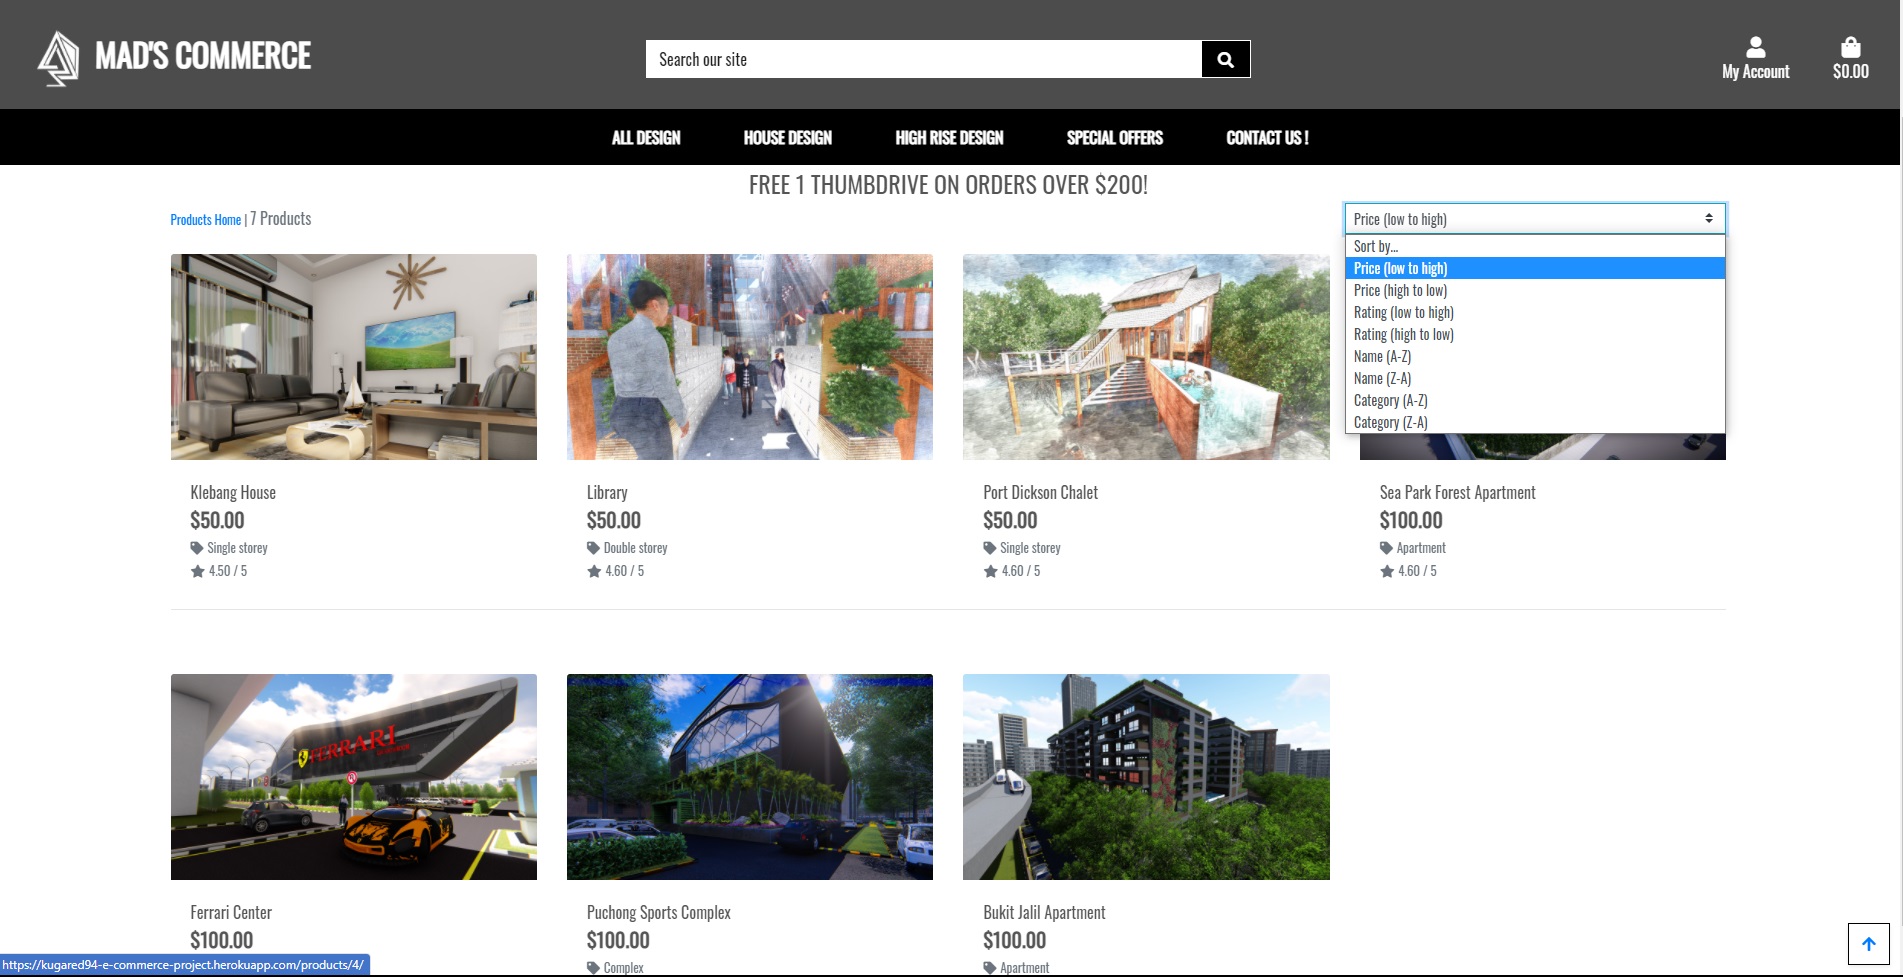 MAD'S COMMERCE
Search our site
My Account
$0.00
ALL DESIGN
HOUSE DESIGN
HIGH RISE DESIGN
SPECIAL OFFERS
CONTACT US !
FREE 1 THUMBDRIVE ON ORDERS OVER $200!
Products Home | 7 Products
Price (low to high)
Sort by...
Price (low to high)
Price (high to low)
Rating (low to high)
Rating (high to low)
Name (A-Z)
Name (Z-A)
Category (A-Z)
Category (Z-A)
Klebang House
$50.00
Single storey
4.50 / 5
Library
$50.00
Double storey
4.60 / 5
Port Dickson Chalet
$50.00
Single storey
4.60 / 5
Sea Park Forest Apartment
$100.00
Apartment
4.60 / 5
FERRARI
Ferrari Center
$100.00
Puchong Sports Complex
$100.00
Complex
Bukit Jalil Apartment
$100.00
Apartment
https://kugared94-e-commerce-project.herokuapp.com/products/4/